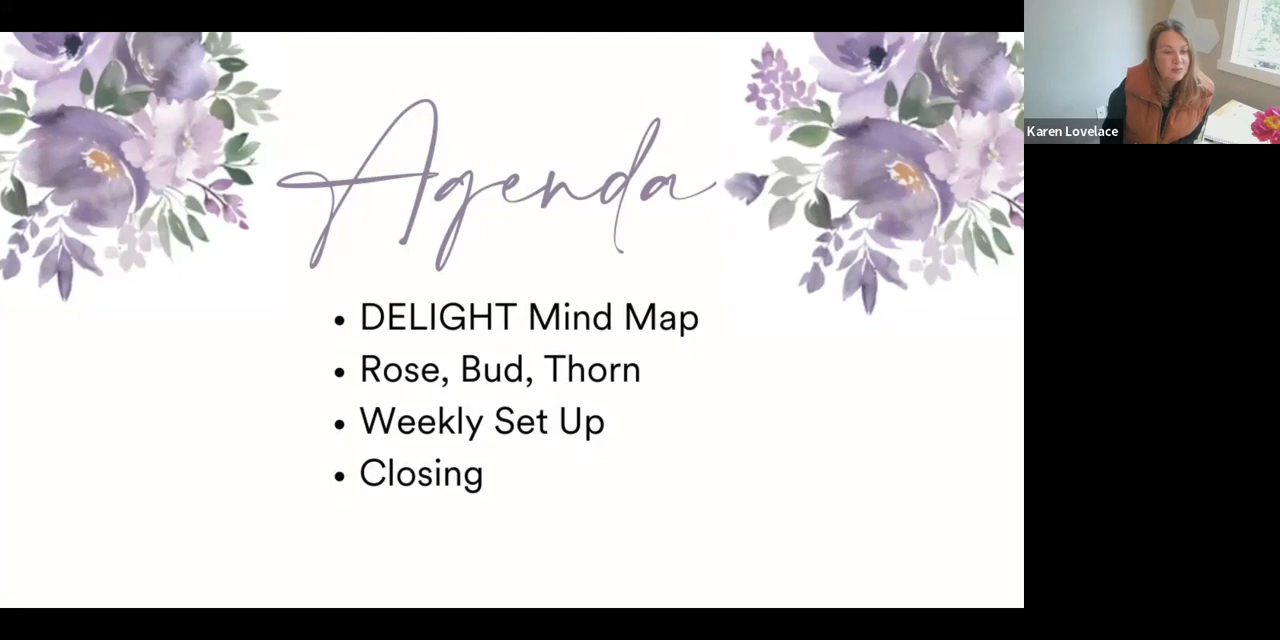 Agenda
• DELIGHT Mind Map
• Rose, Bud, Thorn
• Weekly Set Up
• Closing
Karen Lovelace